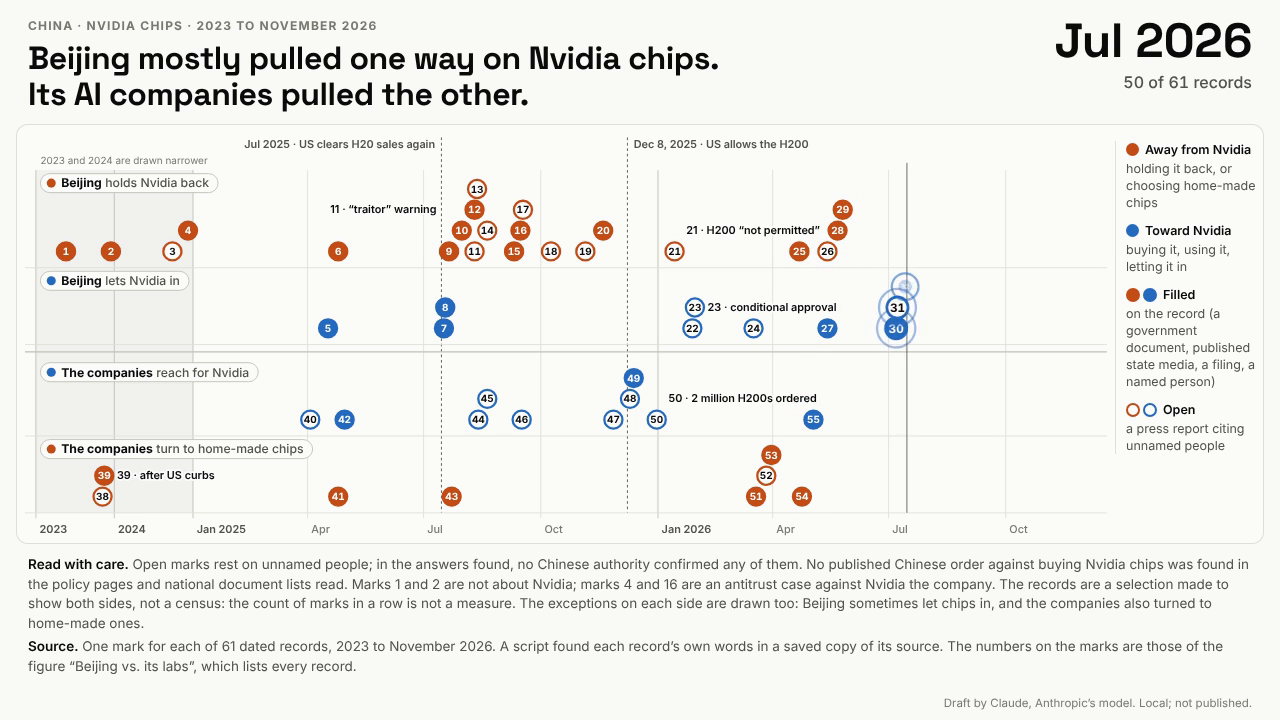 CHINA · NVIDIA CHIPS · 2023 TO NOVEMBER 2026
Beijing mostly pulled one way on Nvidia chips.
Its AI companies pulled the other.
Jul 2026
50 of 61 records
Jul 2025 · US clears H20 sales again
Dec 8, 2025 · US allows the H200
2023 and 2024 are drawn narrower
Beijing holds Nvidia back
13
11 · “traitor” warning
12
17
29
4
10
14
16
20
21 · H200 “not permitted”
28
1
2
3
6
9
11
15
18
19
21
25
26
Beijing lets Nvidia in
8
23
23 · conditional approval
31
5
7
22
24
27
30
The companies reach for Nvidia
49
45
48
50 · 2 million H200s ordered
40
42
44
46
47
50
55
The companies turn to home-made chips
53
39
39 · after US curbs
52
38
41
43
51
54
2023
2024
Jan 2025
Apr
Jul
Oct
Jan 2026
Apr
Jul
Oct
Away from Nvidia
holding it back, or
choosing home-made
chips
Toward Nvidia
buying it, using it,
letting it in
Filled
on the record (a
government
document, published
state media, a filing, a
named person)
Open
a press report citing
unnamed people
Read with care. Open marks rest on unnamed people; in the answers found, no Chinese authority confirmed any of them. No published Chinese order against buying Nvidia chips was found in
the policy pages and national document lists read. Marks 1 and 2 are not about Nvidia; marks 4 and 16 are an antitrust case against Nvidia the company. The records are a selection made to
show both sides, not a census: the count of marks in a row is not a measure. The exceptions on each side are drawn too: Beijing sometimes let chips in, and the companies also turned to
home-made ones.
Source. One mark for each of 61 dated records, 2023 to November 2026. A script found each record’s own words in a saved copy of its source. The numbers on the marks are those of the
figure “Beijing vs. its labs”, which lists every record.
Draft by Claude, Anthropic’s model. Local; not published.